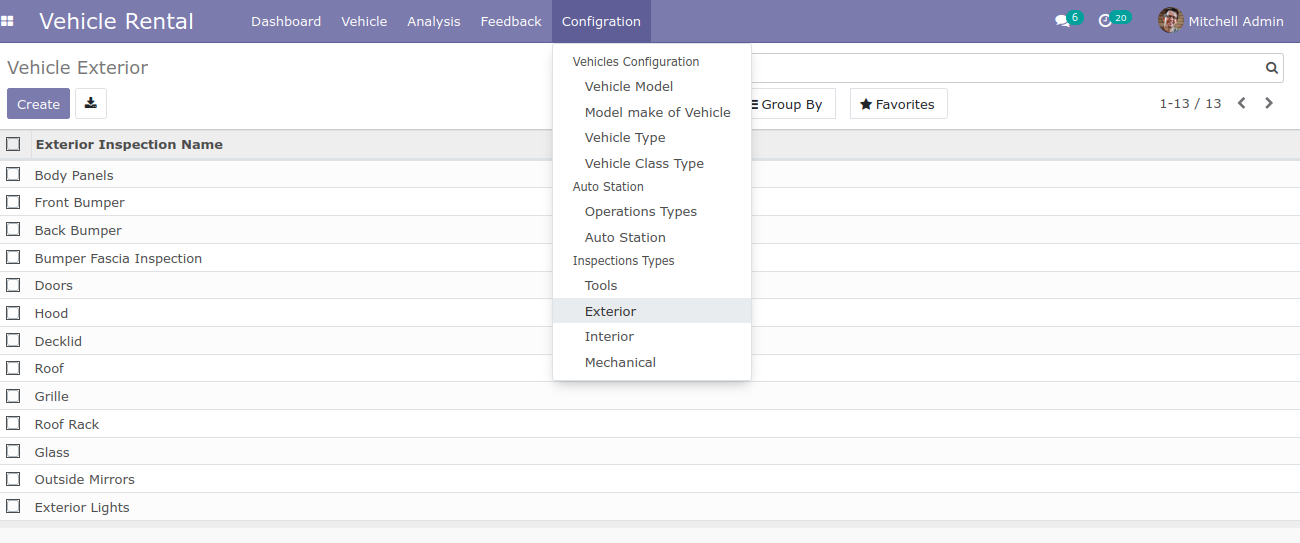 Vehicle Rental
Dashboard Vehicle Analysis Feedback Configration
6 20 Mitchell Admin
Vehicle Exterior
Create
Group By Favorites 1-13 / 13
Vehicles Configuration
Vehicle Model
Model make of Vehicle
Vehicle Type
Vehicle Class Type
Auto Station
Operations Types
Auto Station
Inspections Types
Tools
Exterior
Interior
Mechanical
Exterior Inspection Name
Body Panels
Front Bumper
Back Bumper
Bumper Fascia Inspection
Doors
Hood
Decklid
Roof
Grille
Roof Rack
Glass
Outside Mirrors
Exterior Lights